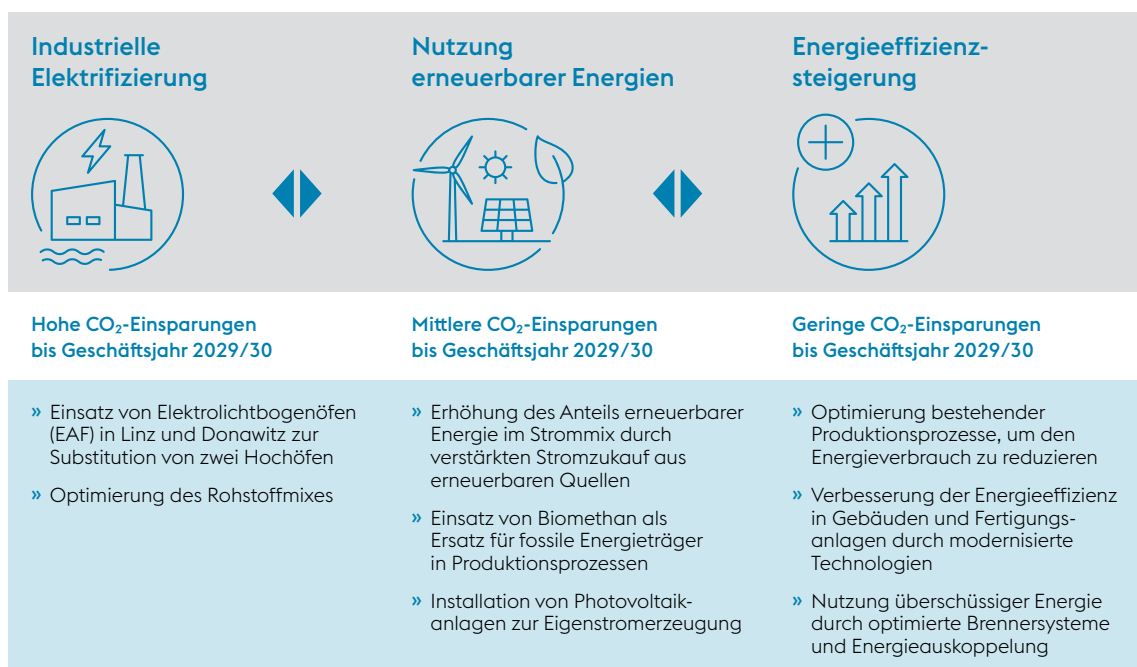 Industrielle
Elektrifizierung
Nutzung
erneuerbarer Energien
Energieeffizienz-
steigerung
Hohe CO₂-Einsparungen
bis Geschäftsjahr 2029/30
Mittlere CO₂-Einsparungen
bis Geschäftsjahr 2029/30
Geringe CO₂-Einsparungen
bis Geschäftsjahr 2029/30
» Einsatz von Elektrolichtbogenöfen
(EAF) in Linz und Donawitz zur
Substitution von zwei Hochöfen
» Optimierung des Rohstoffmixes
» Erhöhung des Anteils erneuerbarer
Energie im Strommix durch
verstärkten Stromzukauf aus
erneuerbaren Quellen
» Einsatz von Biomethan als
Ersatz für fossile Energieträger
in Produktionsprozessen
» Installation von Photovoltaik-
anlagen zur Eigenstromerzeugung
» Optimierung bestehender
Produktionsprozesse, um den
Energieverbrauch zu reduzieren
» Verbesserung der Energieeffizienz
in Gebäuden und Fertigungs-
anlagen durch modernisierte
Technologien
» Nutzung überschüssiger Energie
durch optimierte Brennersysteme
und Energieauskoppelung